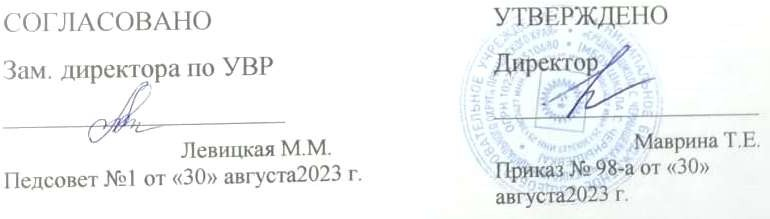 СОГЛАСОВАНО
Зам. директора по УВР
Левицкая М.М.
Педсовет №1 от «30» августа2023 г.
УТВЕРЖДЕНО
Директор
Маврина Т.Е.
Приказ № 98-а от «30»
августа2023 г.